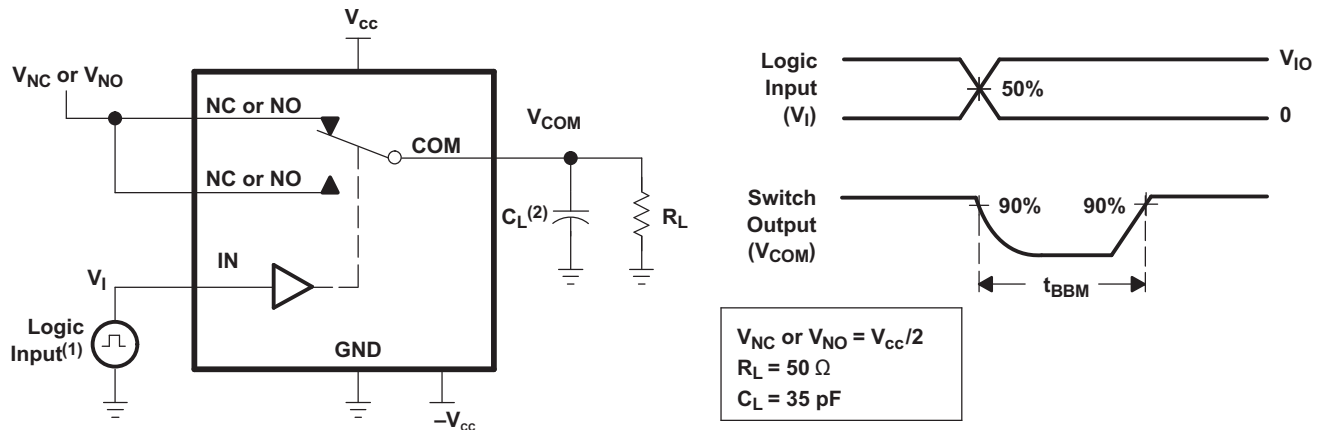 Vcc
VNC or VNO
NC or NO
VCOM
COM
NC or NO
CL(2)
RL
IN
VI
Logic
Input(1)
GND
–Vcc
Logic
Input
(VI)
50%
VIO
0
Switch
Output
(VCOM)
90%
90%
tBBM
VNC or VNO = Vcc/2
RL = 50 Ω
CL = 35 pF